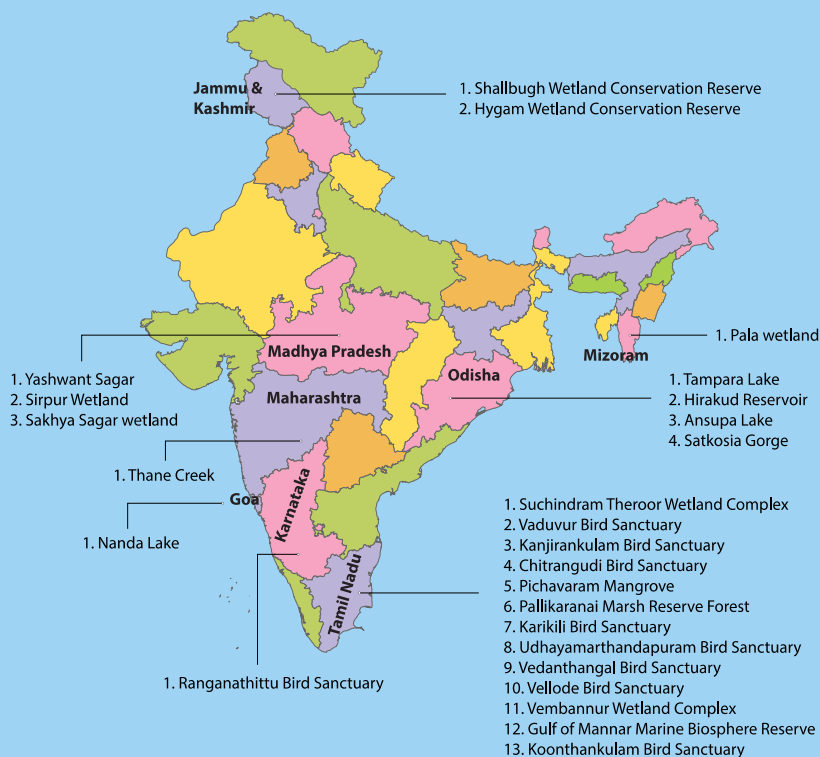 Jammu &
Kashmir
1. Shallbugh Wetland Conservation Reserve
2. Hygam Wetland Conservation Reserve
1. Pala wetland
Mizoram
Madhya Pradesh
1. Yashwant Sagar
2. Sirpur Wetland
3. Sakhya Sagar wetland
Odisha
1. Tampara Lake
2. Hirakud Reservoir
3. Ansupa Lake
4. Satkosia Gorge
Maharashtra
1. Thane Creek
Goa
1. Nanda Lake
Karnataka
1. Ranganathittu Bird Sanctuary
Tamil Nadu
1. Suchindram Theroor Wetland Complex
2. Vaduvur Bird Sanctuary
3. Kanjirankulam Bird Sanctuary
4. Chitrangudi Bird Sanctuary
5. Pichavaram Mangrove
6. Pallikaranai Marsh Reserve Forest
7. Karikili Bird Sanctuary
8. Udhayamarthandapuram Bird Sanctuary
9. Vedanthangal Bird Sanctuary
10. Vellode Bird Sanctuary
11. Vembannur Wetland Complex
12. Gulf of Mannar Marine Biosphere Reserve
13. Koonthankulam Bird Sanctuary